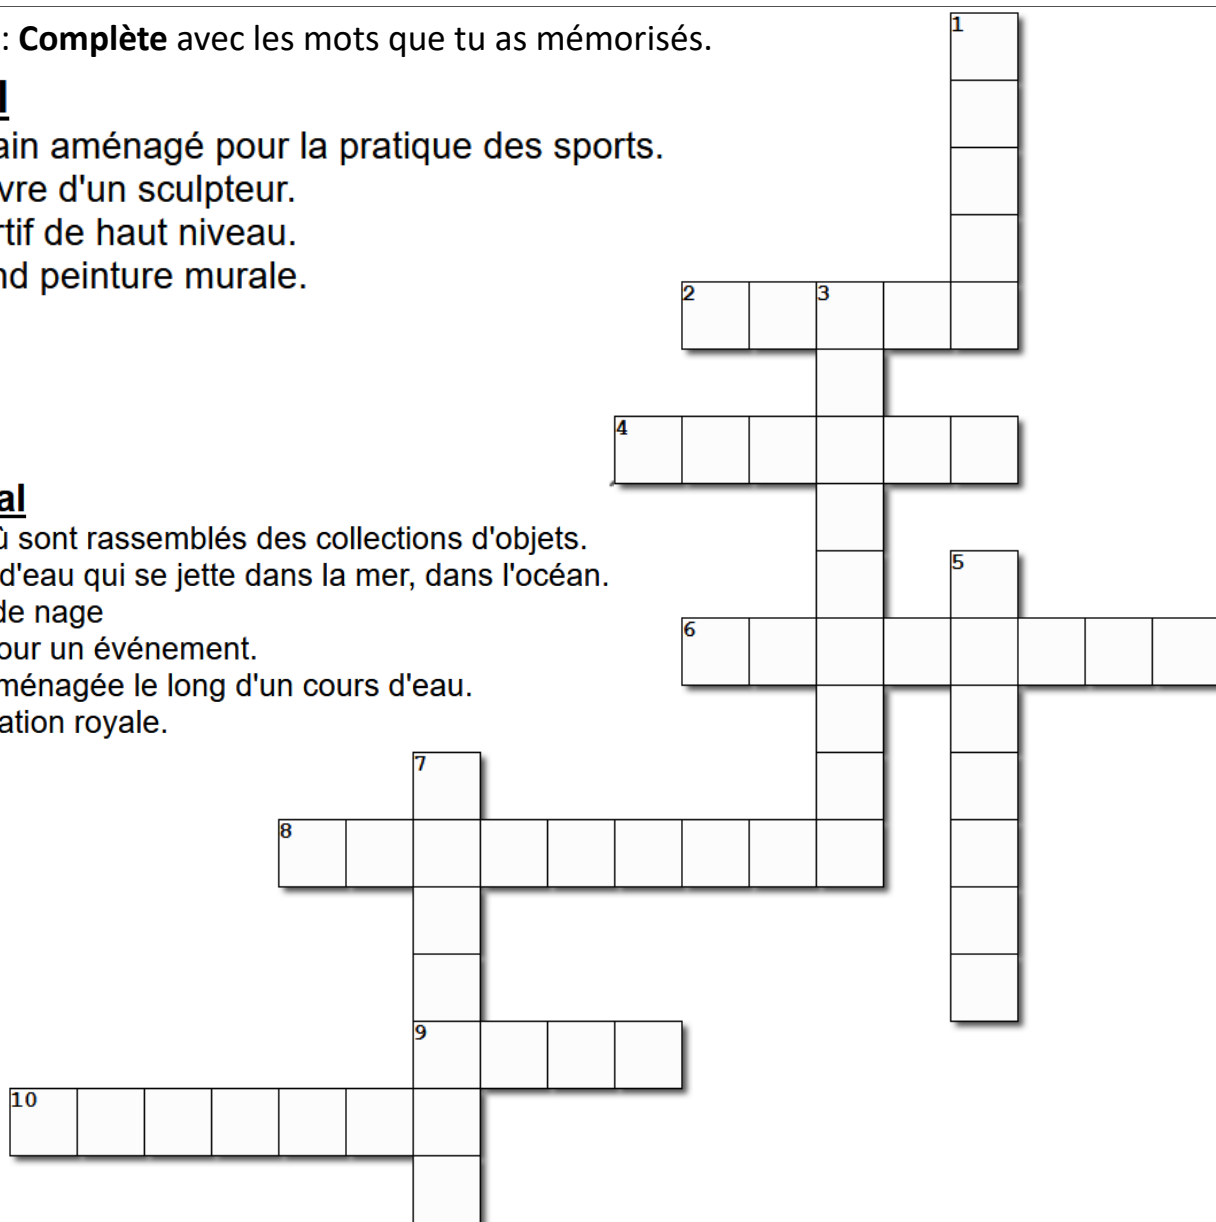 : Complète avec les mots que tu as mémorisés.
l
ain aménagé pour la pratique des sports.
vre d'un sculpteur.
rtif de haut niveau.
nd peinture murale.
al
ù sont rassemblés des collections d'objets.
d'eau qui se jette dans la mer, dans l'océan.
de nage
our un événement.
ménagée le long d'un cours d'eau.
ation royale.
1
2 3
4
5
6
7
8
9
10